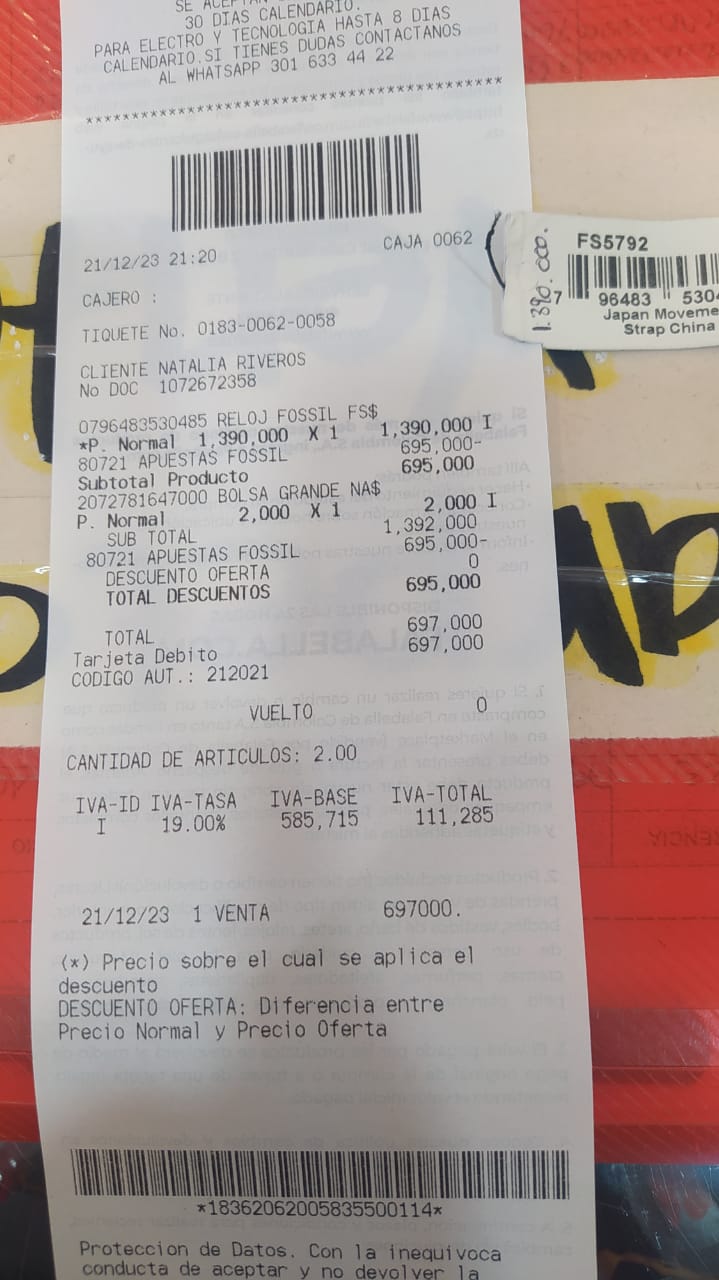 SE ACEPTAN
30 DIAS CALENDARIO.
PARA ELECTRO Y TECNOLOGIA HASTA 8 DIAS
CALENDARIO.SI TIENES DUDAS CONTACTANOS
AL WHATSAPP 301 633 44 22
********************************************
21/12/23 21:20 CAJA 0062
CAJERO :
TIQUETE No. 0183-0062-0058
CLIENTE NATALIA RIVEROS
No DOC 1072672358
0796483530485 RELOJ FOSSIL FS$
*P. Normal 1,390,000 X 1 1,390,000 I
80721 APUESTAS FOSSIL 695,000-
Subtotal Producto 695,000
2072781647000 BOLSA GRANDE NA$
P. Normal 2,000 X 1 2,000 I
SUB TOTAL 1,392,000
80721 APUESTAS FOSSIL 695,000-
DESCUENTO OFERTA 0
TOTAL DESCUENTOS 695,000
TOTAL 697,000
Tarjeta Debito 697,000
CODIGO AUT.: 212021
VUELTO 0
CANTIDAD DE ARTICULOS: 2.00
IVA-ID IVA-TASA IVA-BASE IVA-TOTAL
I 19.00% 585,715 111,285
21/12/23 1 VENTA 697000.
(*) Precio sobre el cual se aplica el
descuento
DESCUENTO OFERTA: Diferencia entre
Precio Normal y Precio Oferta
*18362062005835500114*
Proteccion de Datos. Con la inequivoca
conducta de aceptar y no devolver la
1.390.000.
FS5792
7 96483 5304
Japan Moveme
Strap China